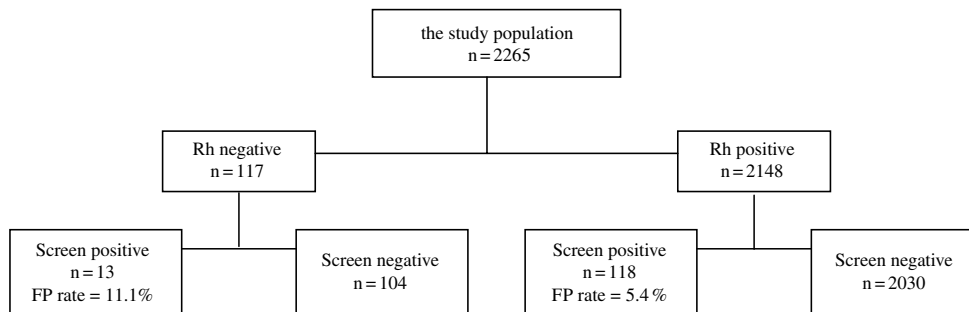 the study population
n = 2265
Rh negative
n = 117
Rh positive
n = 2148
Screen positive
n = 13
FP rate = 11.1%
Screen negative
n = 104
Screen positive
n = 118
FP rate = 5.4 %
Screen negative
n = 2030